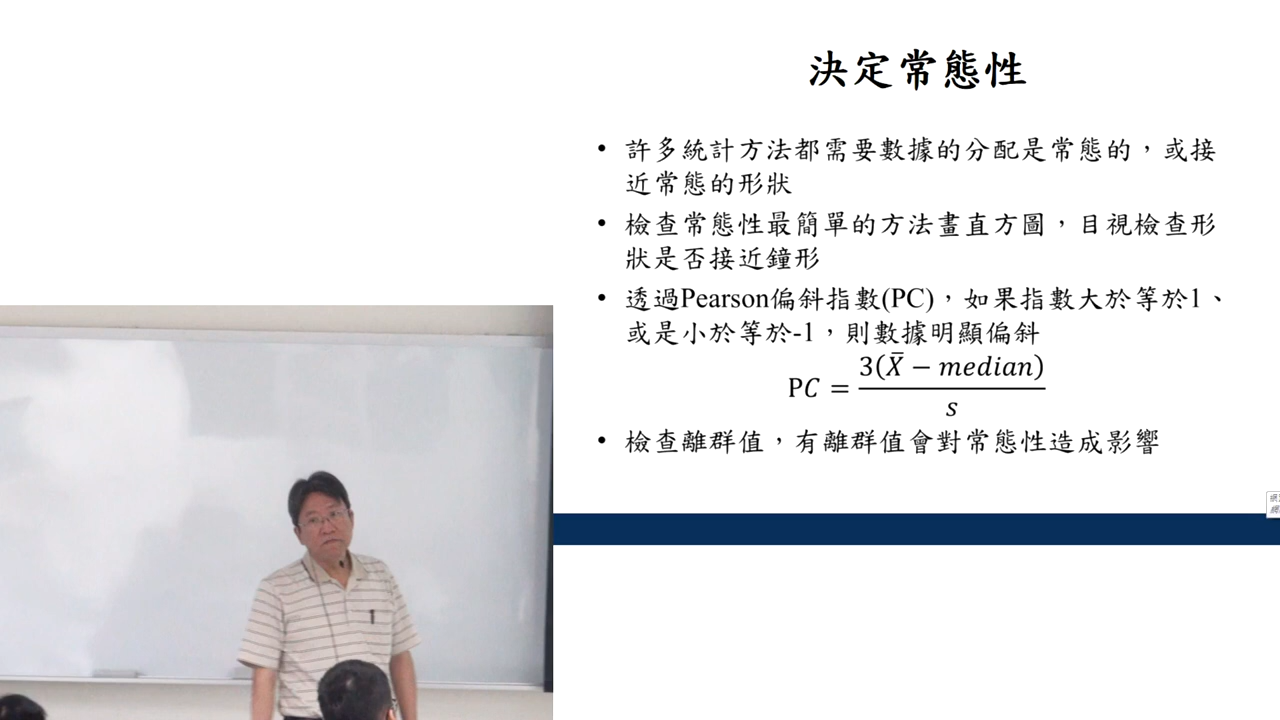 決定常態性
• 許多統計方法都需要數據的分配是常態的，或接
近常態的形狀
• 檢查常態性最簡單的方法畫直方圖，目視檢查形
狀是否接近鐘形
• 透過Pearson偏斜指數(PC)，如果指數大於等於1、
或是小於等於-1，則數據明顯偏斜
PC = 3(X̄ − median) / s
• 檢查離群值，有離群值會對常態性造成影響